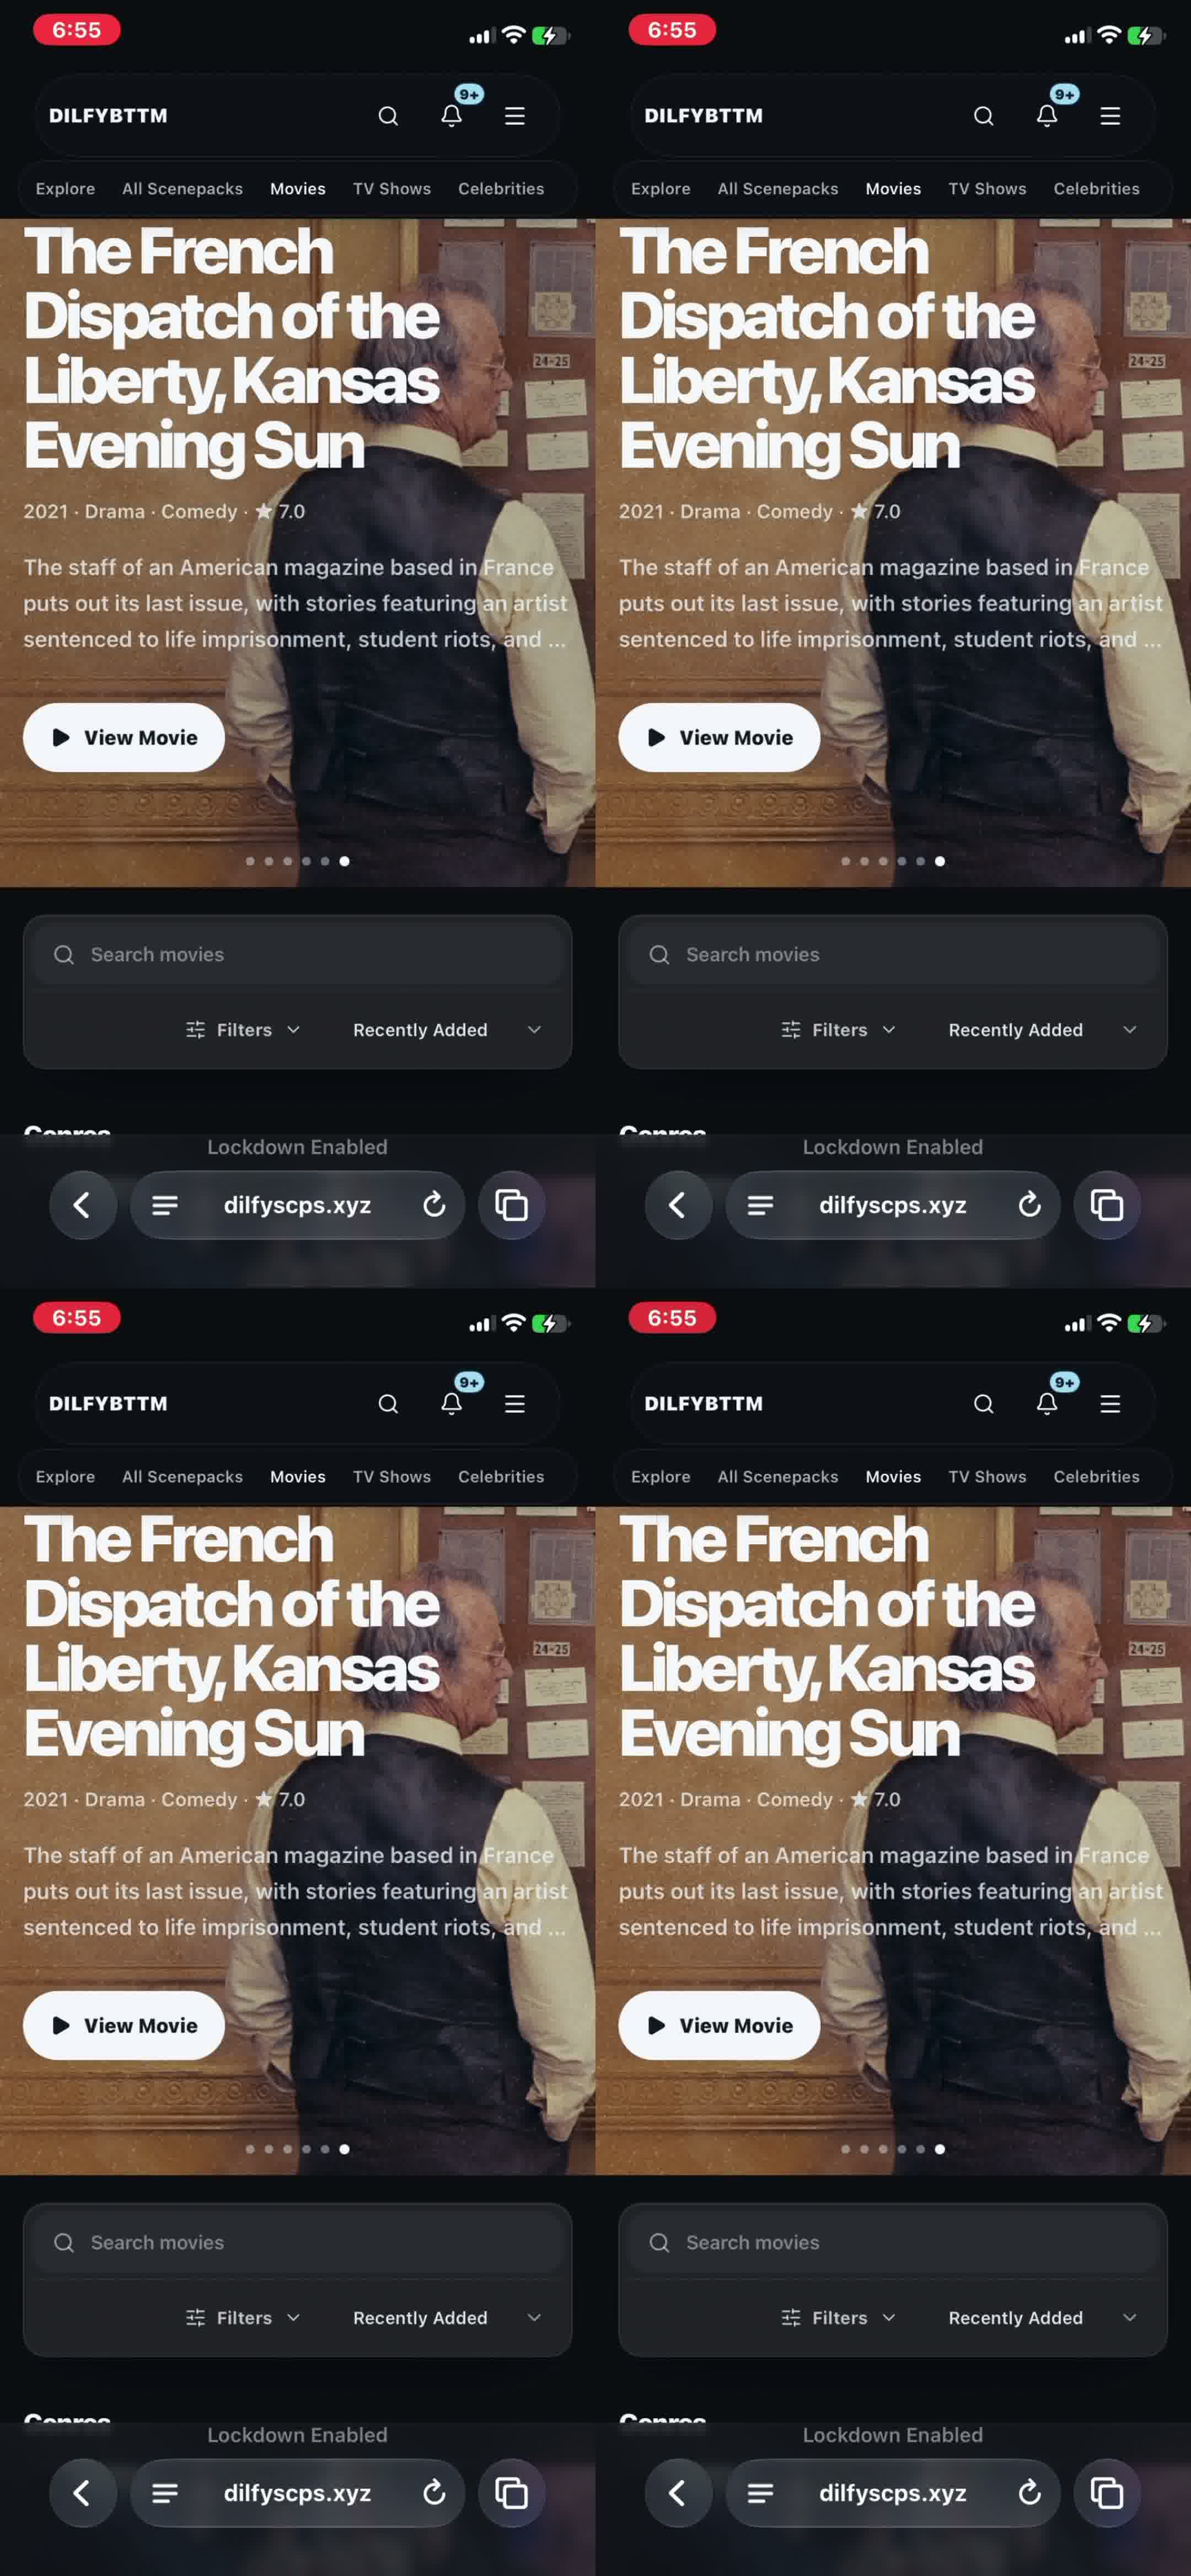 6:55
9+
DILFYBTTM
Explore All Scenepacks Movies TV Shows Celebrities
The French
Dispatch of the
Liberty, Kansas
Evening Sun
24-25
2021 · Drama · Comedy · ★ 7.0
The staff of an American magazine based in France
puts out its last issue, with stories featuring an artist
sentenced to life imprisonment, student riots, and ...
View Movie
Search movies
Filters Recently Added
Genres
Lockdown Enabled
dilfyscps.xyz
6:55
9+
DILFYBTTM
Explore All Scenepacks Movies TV Shows Celebrities
The French
Dispatch of the
Liberty, Kansas
Evening Sun
24-25
2021 · Drama · Comedy · ★ 7.0
The staff of an American magazine based in France
puts out its last issue, with stories featuring an artist
sentenced to life imprisonment, student riots, and ...
View Movie
Search movies
Filters Recently Added
Genres
Lockdown Enabled
dilfyscps.xyz
6:55
9+
DILFYBTTM
Explore All Scenepacks Movies TV Shows Celebrities
The French
Dispatch of the
Liberty, Kansas
Evening Sun
24-25
2021 · Drama · Comedy · ★ 7.0
The staff of an American magazine based in France
puts out its last issue, with stories featuring an artist
sentenced to life imprisonment, student riots, and ...
View Movie
Search movies
Filters Recently Added
Genres
Lockdown Enabled
dilfyscps.xyz
6:55
9+
DILFYBTTM
Explore All Scenepacks Movies TV Shows Celebrities
The French
Dispatch of the
Liberty, Kansas
Evening Sun
24-25
2021 · Drama · Comedy · ★ 7.0
The staff of an American magazine based in France
puts out its last issue, with stories featuring an artist
sentenced to life imprisonment, student riots, and ...
View Movie
Search movies
Filters Recently Added
Genres
Lockdown Enabled
dilfyscps.xyz